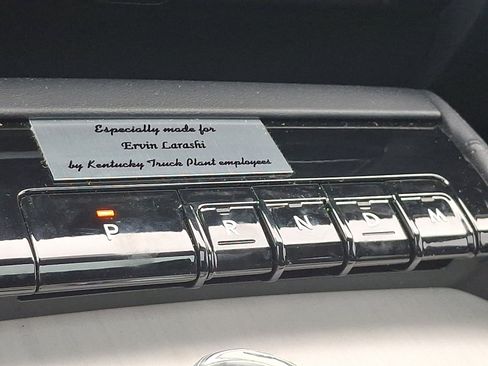 Especially made for
Ervin Larashi
by Kentucky Truck Plant employees
P R N D M